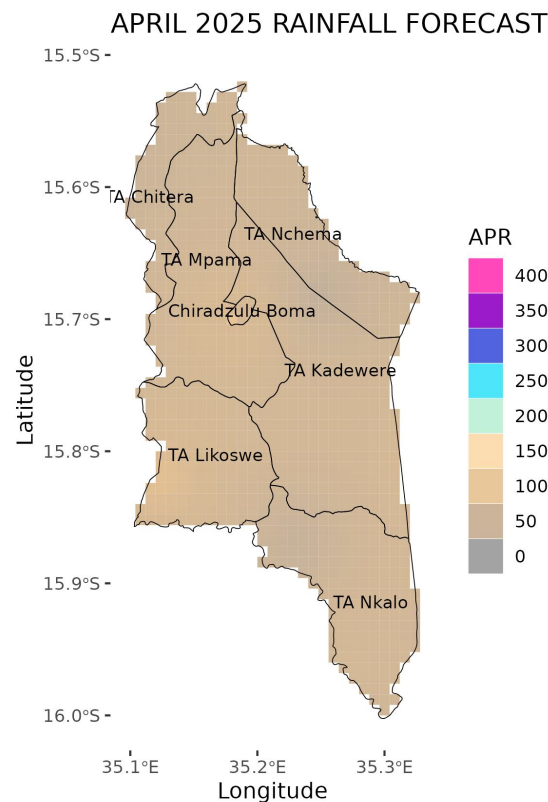 APRIL 2025 RAINFALL FORECAST
15.5°S
15.6°S
15.7°S
15.8°S
15.9°S
16.0°S
Latitude
TA Chitera
TA Nchema
TA Mpama
Chiradzulu Boma
TA Kadewere
TA Likoswe
TA Nkalo
35.1°E 35.2°E 35.3°E
Longitude
APR
400
350
300
250
200
150
100
50
0